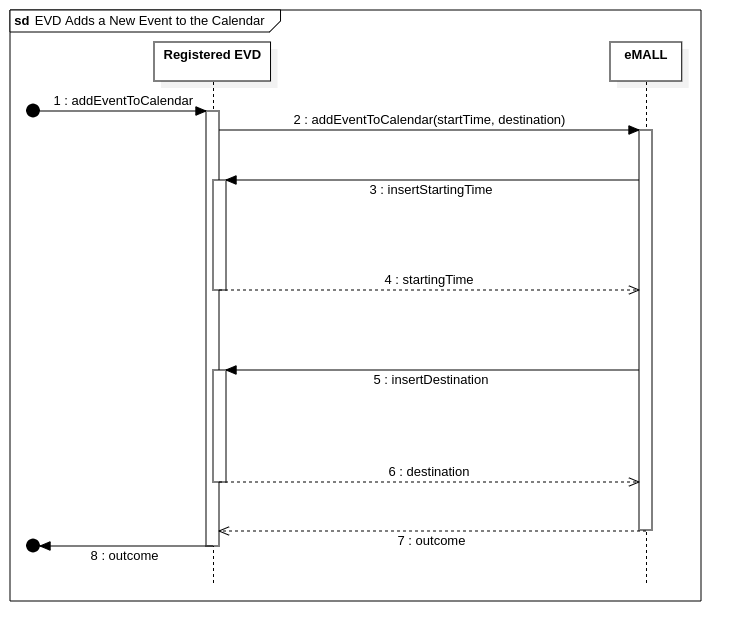 sd EVD Adds a New Event to the Calendar
Registered EVD
eMALL
1 : addEventToCalendar
2 : addEventToCalendar(startTime, destination)
3 : insertStartingTime
4 : startingTime
5 : insertDestination
6 : destination
7 : outcome
8 : outcome